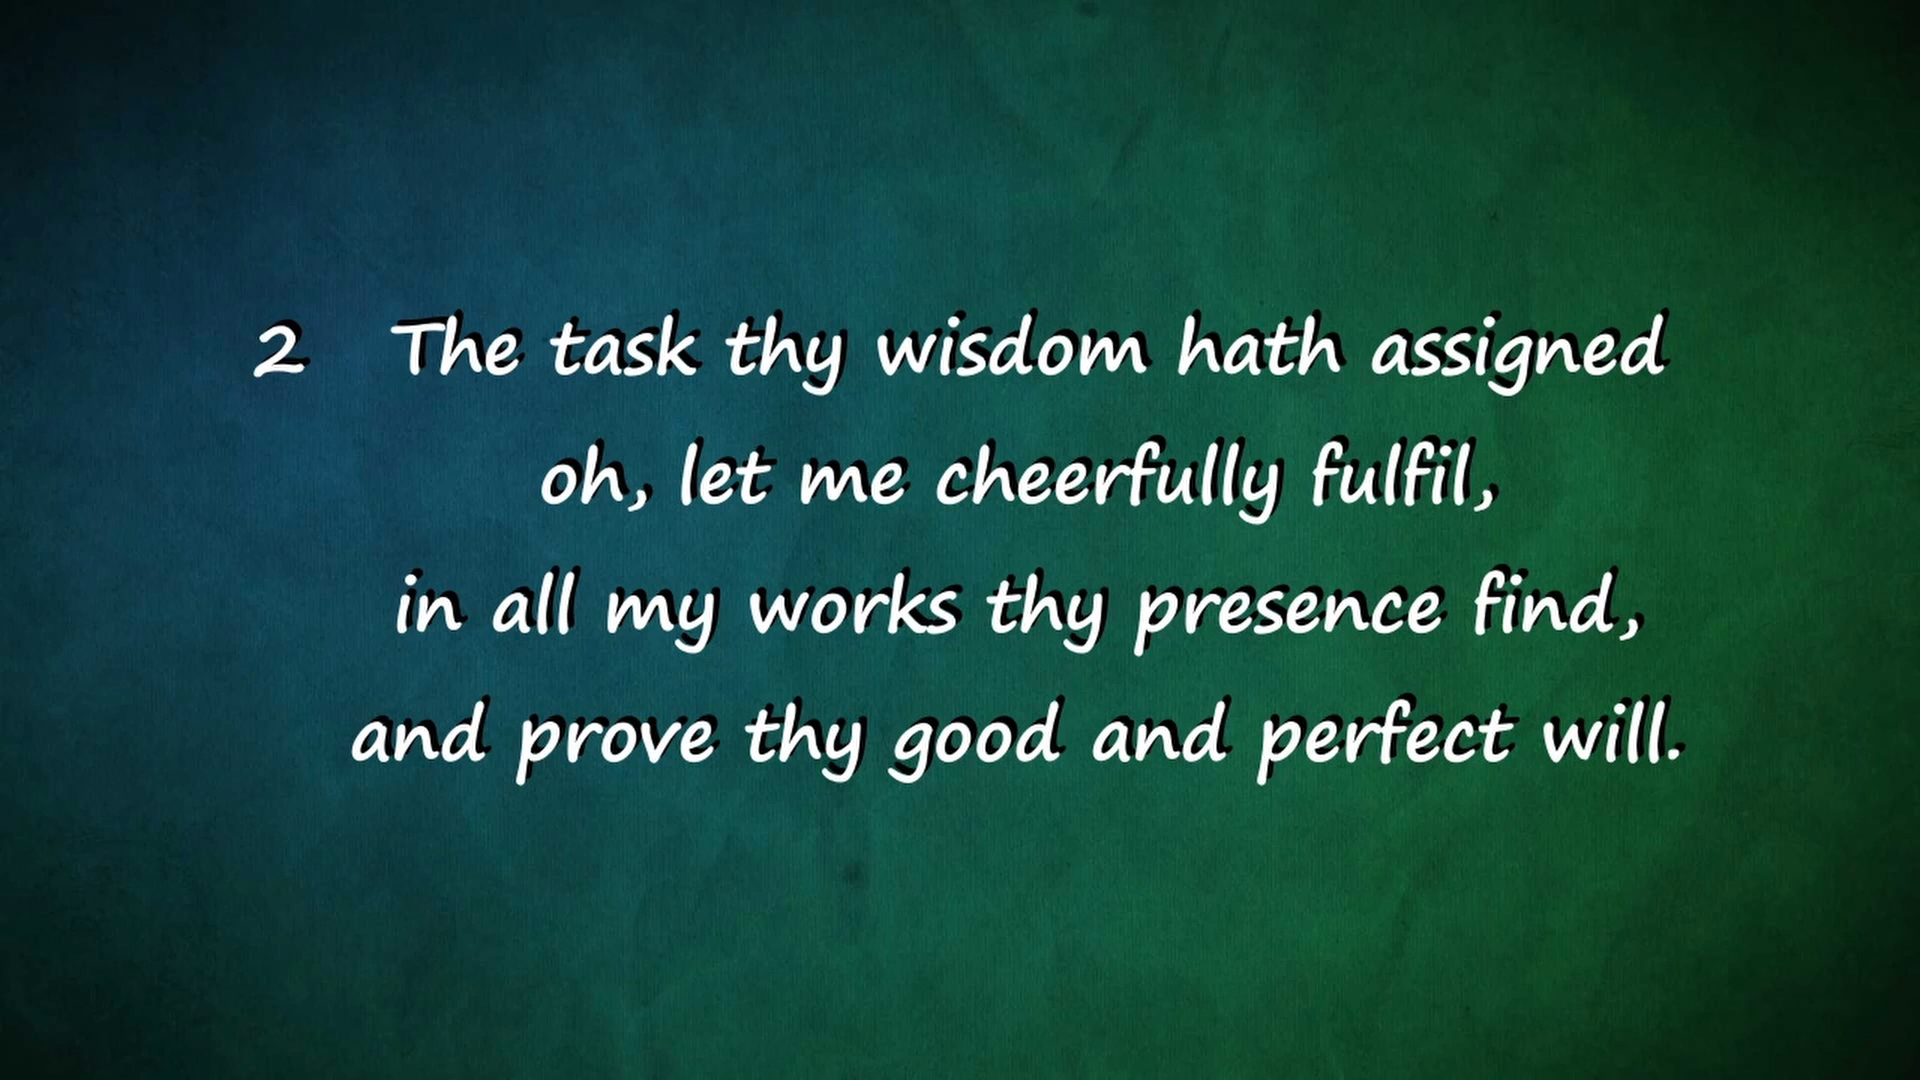 2 The task thy wisdom hath assigned
oh, let me cheerfully fulfil,
in all my works thy presence find,
and prove thy good and perfect will.